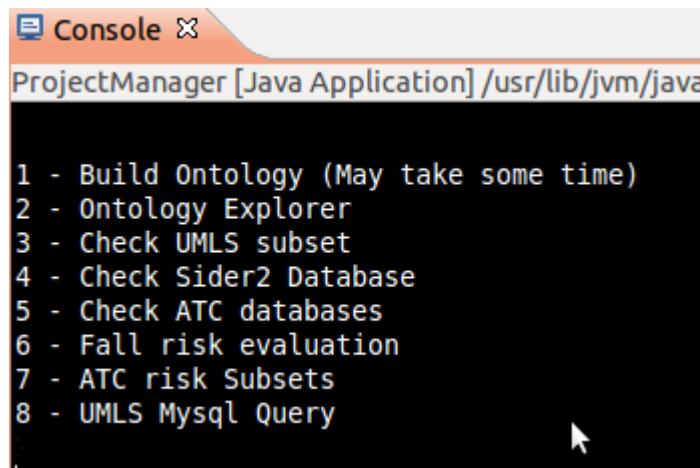 Console
ProjectManager [Java Application] /usr/lib/jvm/java
1 - Build Ontology (May take some time)
2 - Ontology Explorer
3 - Check UMLS subset
4 - Check Sider2 Database
5 - Check ATC databases
6 - Fall risk evaluation
7 - ATC risk Subsets
8 - UMLS Mysql Query